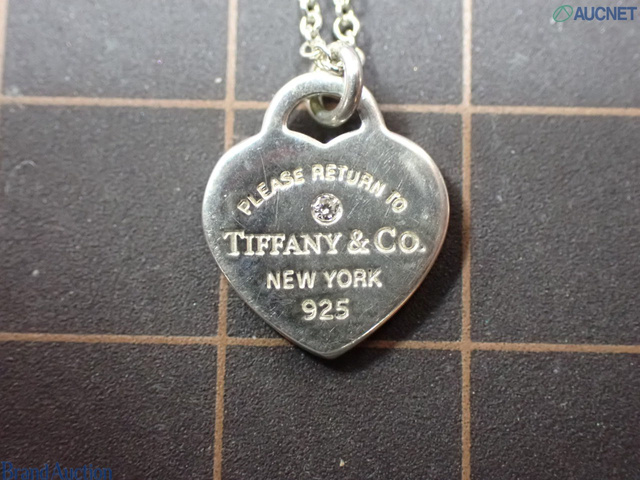 AUCNET
PLEASE RETURN TO
TIFFANY & CO.
NEW YORK
925
Brand Auction